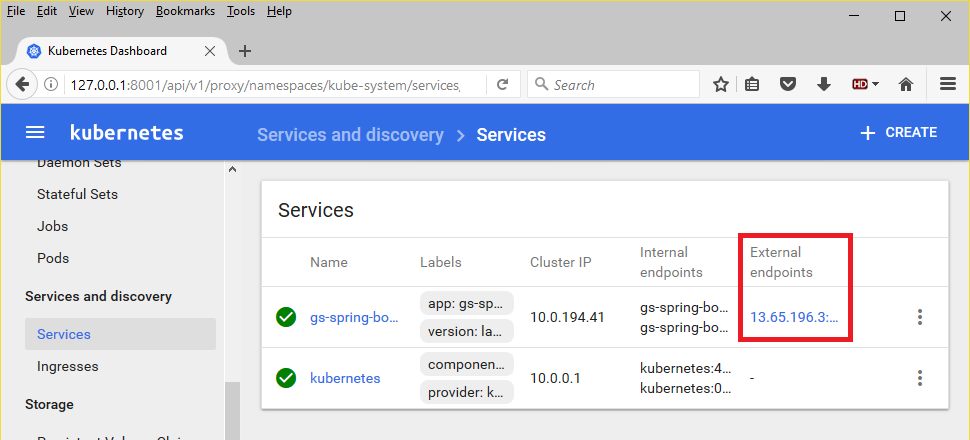 File Edit View History Bookmarks Tools Help
Kubernetes Dashboard
127.0.0.1:8001/api/v1/proxy/namespaces/kube-system/services,
Search
HD
kubernetes
Services and discovery
Services
CREATE
Daemon Sets
Stateful Sets
Jobs
Pods
Services and discovery
Services
Ingresses
Storage
Persistent Volume Clai
Services
Name Labels Cluster IP Internal endpoints External endpoints
gs-spring-bo... app: gs-sp... version: la... 10.0.194.41 gs-spring-bo... gs-spring-bo... 13.65.196.3:...
kubernetes componen... provider: k... 10.0.0.1 kubernetes:4... kubernetes:0... -